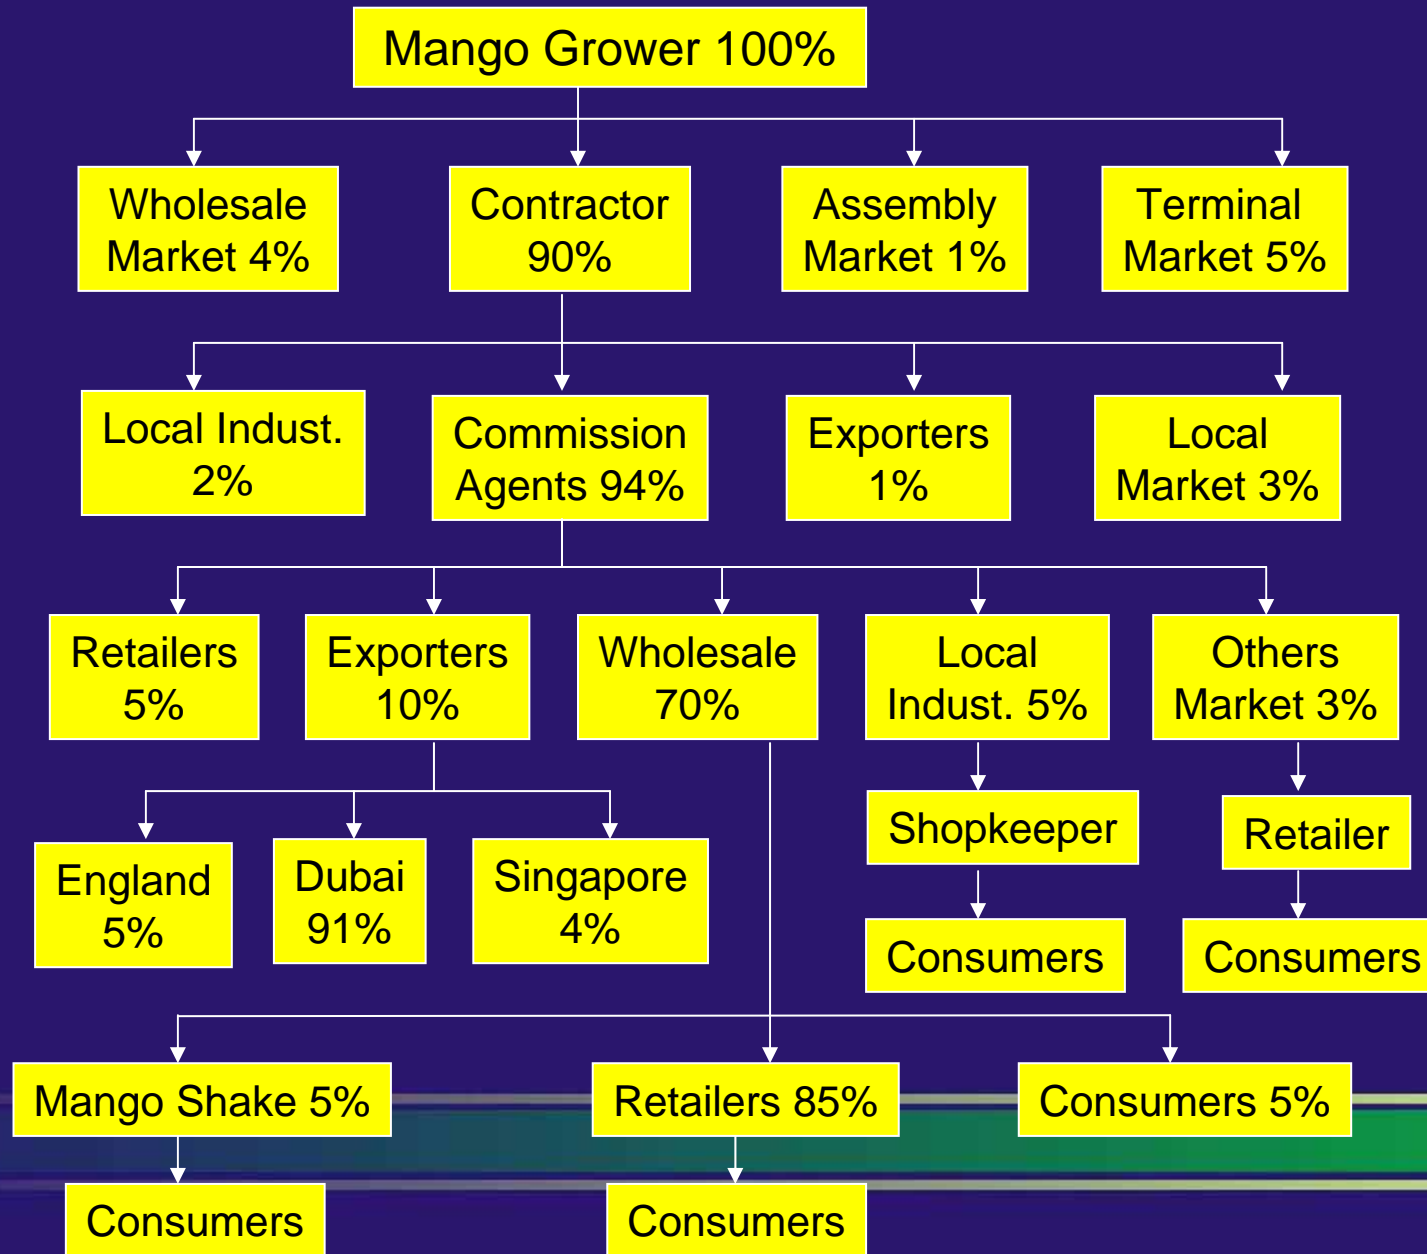 Mango Grower 100%
Wholesale
Market 4%
Contractor
90%
Assembly
Market 1%
Terminal
Market 5%
Local Indust.
2%
Commission
Agents 94%
Exporters
1%
Local
Market 3%
Retailers
5%
Exporters
10%
Wholesale
70%
Local
Indust. 5%
Others
Market 3%
England
5%
Dubai
91%
Singapore
4%
Shopkeeper
Retailer
Consumers
Consumers
Mango Shake 5%
Retailers 85%
Consumers 5%
Consumers
Consumers